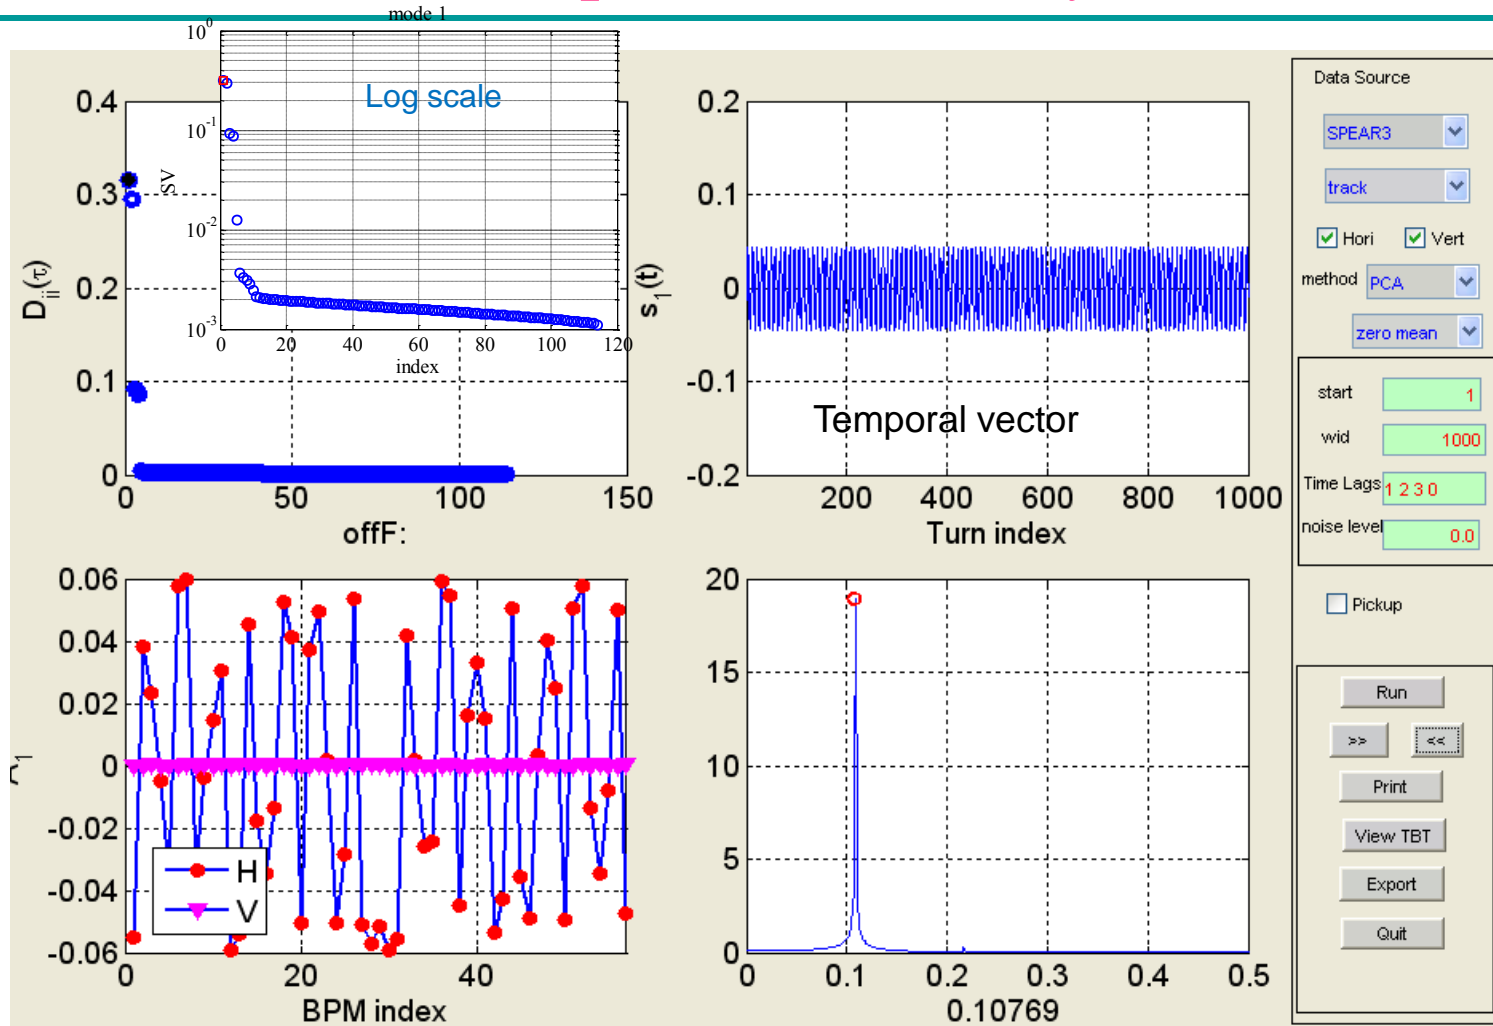 mode 1
10^0
10^-1
10^-2
10^-3
SV
Log scale
0 20 40 60 80 100 120
index
0.4
0.3
0.2
0.1
0
D_ij(τ)
0 50 100 150
offF:
0.2
0.1
0
-0.1
-0.2
s_1(t)
Temporal vector
200 400 600 800 1000
Turn index
0.06
0.04
0.02
0
-0.02
-0.04
-0.06
H
V
0 20 40
BPM index
20
15
10
5
0
0 0.1 0.2 0.3 0.4 0.5
0.10769
Data Source
SPEAR3
track
Hori Vert
method PCA
zero mean
start 1
wid 1000
Time Lags 1 2 3 0
noise level 0.0
Pickup
Run
>> <<
Print
View TBT
Export
Quit